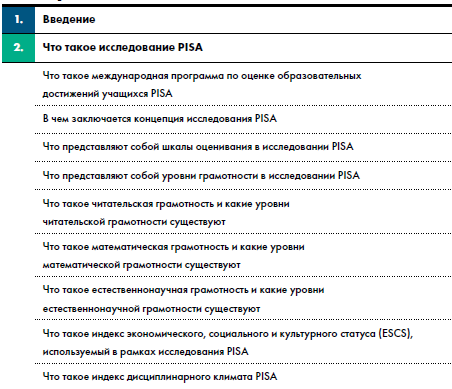 1. Введение
2. Что такое исследование PISA
Что такое международная программа по оценке образовательных
достижений учащихся PISA
В чем заключается концепция исследования PISA
Что представляют собой шкалы оценивания в исследовании PISA
Что представляют собой уровни грамотности в исследовании PISA
Что такое читательская грамотность и какие уровни
читательской грамотности существуют
Что такое математическая грамотность и какие уровни
математической грамотности существуют
Что такое естественнонаучная грамотность и какие уровни
естественнонаучной грамотности существуют
Что такое индекс экономического, социального и культурного статуса (ESCS),
используемый в рамках исследования PISA
Что такое индекс дисциплинарного климата PISA